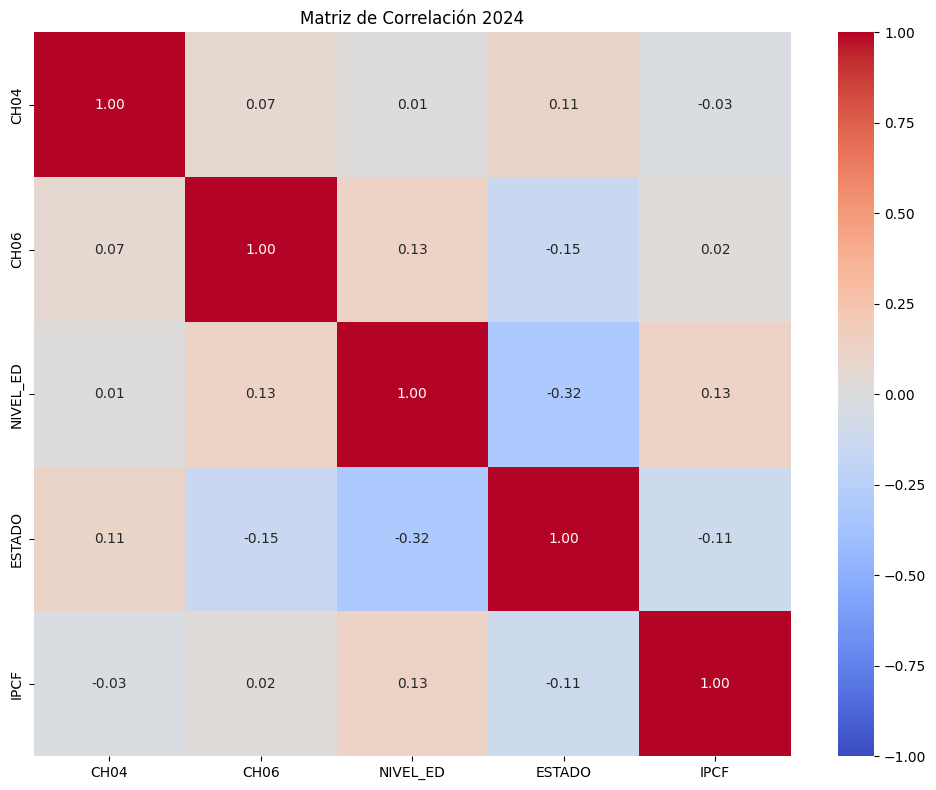 Matriz de Correlación 2024
CH04 1.00 0.07 0.01 0.11 -0.03
CH06 0.07 1.00 0.13 -0.15 0.02
NIVEL_ED 0.01 0.13 1.00 -0.32 0.13
ESTADO 0.11 -0.15 -0.32 1.00 -0.11
IPCF -0.03 0.02 0.13 -0.11 1.00
CH04 CH06 NIVEL_ED ESTADO IPCF
1.00
0.75
0.50
0.25
0.00
−0.25
−0.50
−0.75
−1.00